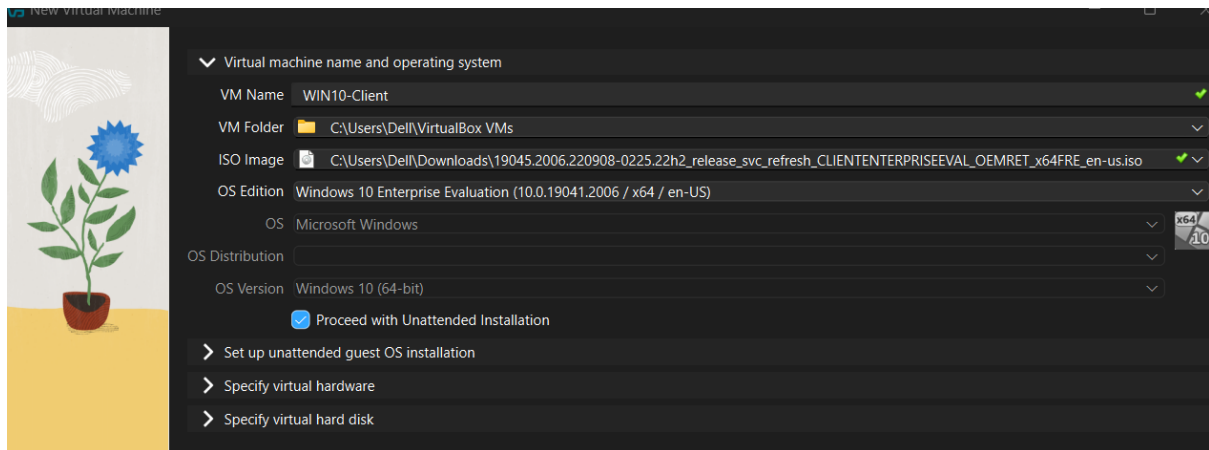 New Virtual Machine
Virtual machine name and operating system
VM Name WIN10-Client
VM Folder C:\Users\Dell\VirtualBox VMs
ISO Image C:\Users\Dell\Downloads\19045.2006.220908-0225.22h2_release_svc_refresh_CLIENTENTERPRISEEVAL_OEMRET_x64FRE_en-us.iso
OS Edition Windows 10 Enterprise Evaluation (10.0.19041.2006 / x64 / en-US)
OS Microsoft Windows
x64
10
OS Distribution
OS Version Windows 10 (64-bit)
Proceed with Unattended Installation
Set up unattended guest OS installation
Specify virtual hardware
Specify virtual hard disk